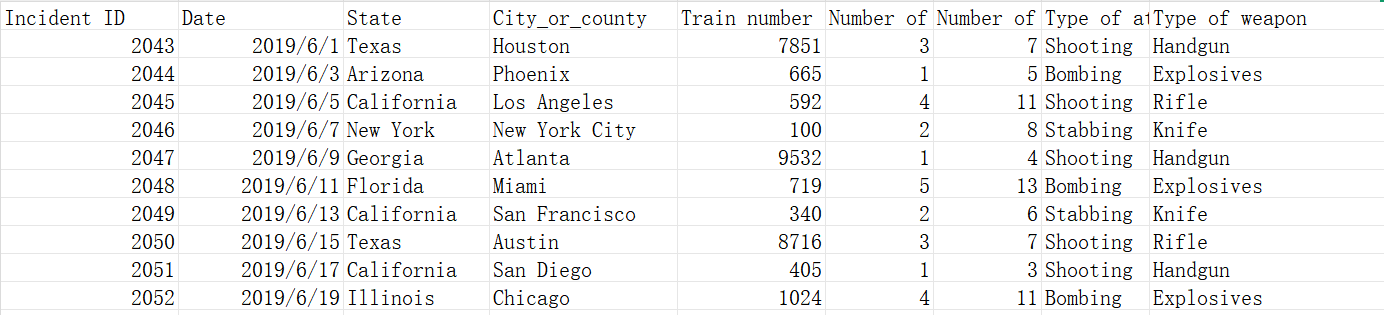 Incident ID Date State City_or_county Train number Number of Number of Type of at Type of weapon
2043 2019/6/1 Texas Houston 7851 3 7 Shooting Handgun
2044 2019/6/3 Arizona Phoenix 665 1 5 Bombing Explosives
2045 2019/6/5 California Los Angeles 592 4 11 Shooting Rifle
2046 2019/6/7 New York New York City 100 2 8 Stabbing Knife
2047 2019/6/9 Georgia Atlanta 9532 1 4 Shooting Handgun
2048 2019/6/11 Florida Miami 719 5 13 Bombing Explosives
2049 2019/6/13 California San Francisco 340 2 6 Stabbing Knife
2050 2019/6/15 Texas Austin 8716 3 7 Shooting Rifle
2051 2019/6/17 California San Diego 405 1 3 Shooting Handgun
2052 2019/6/19 Illinois Chicago 1024 4 11 Bombing Explosives